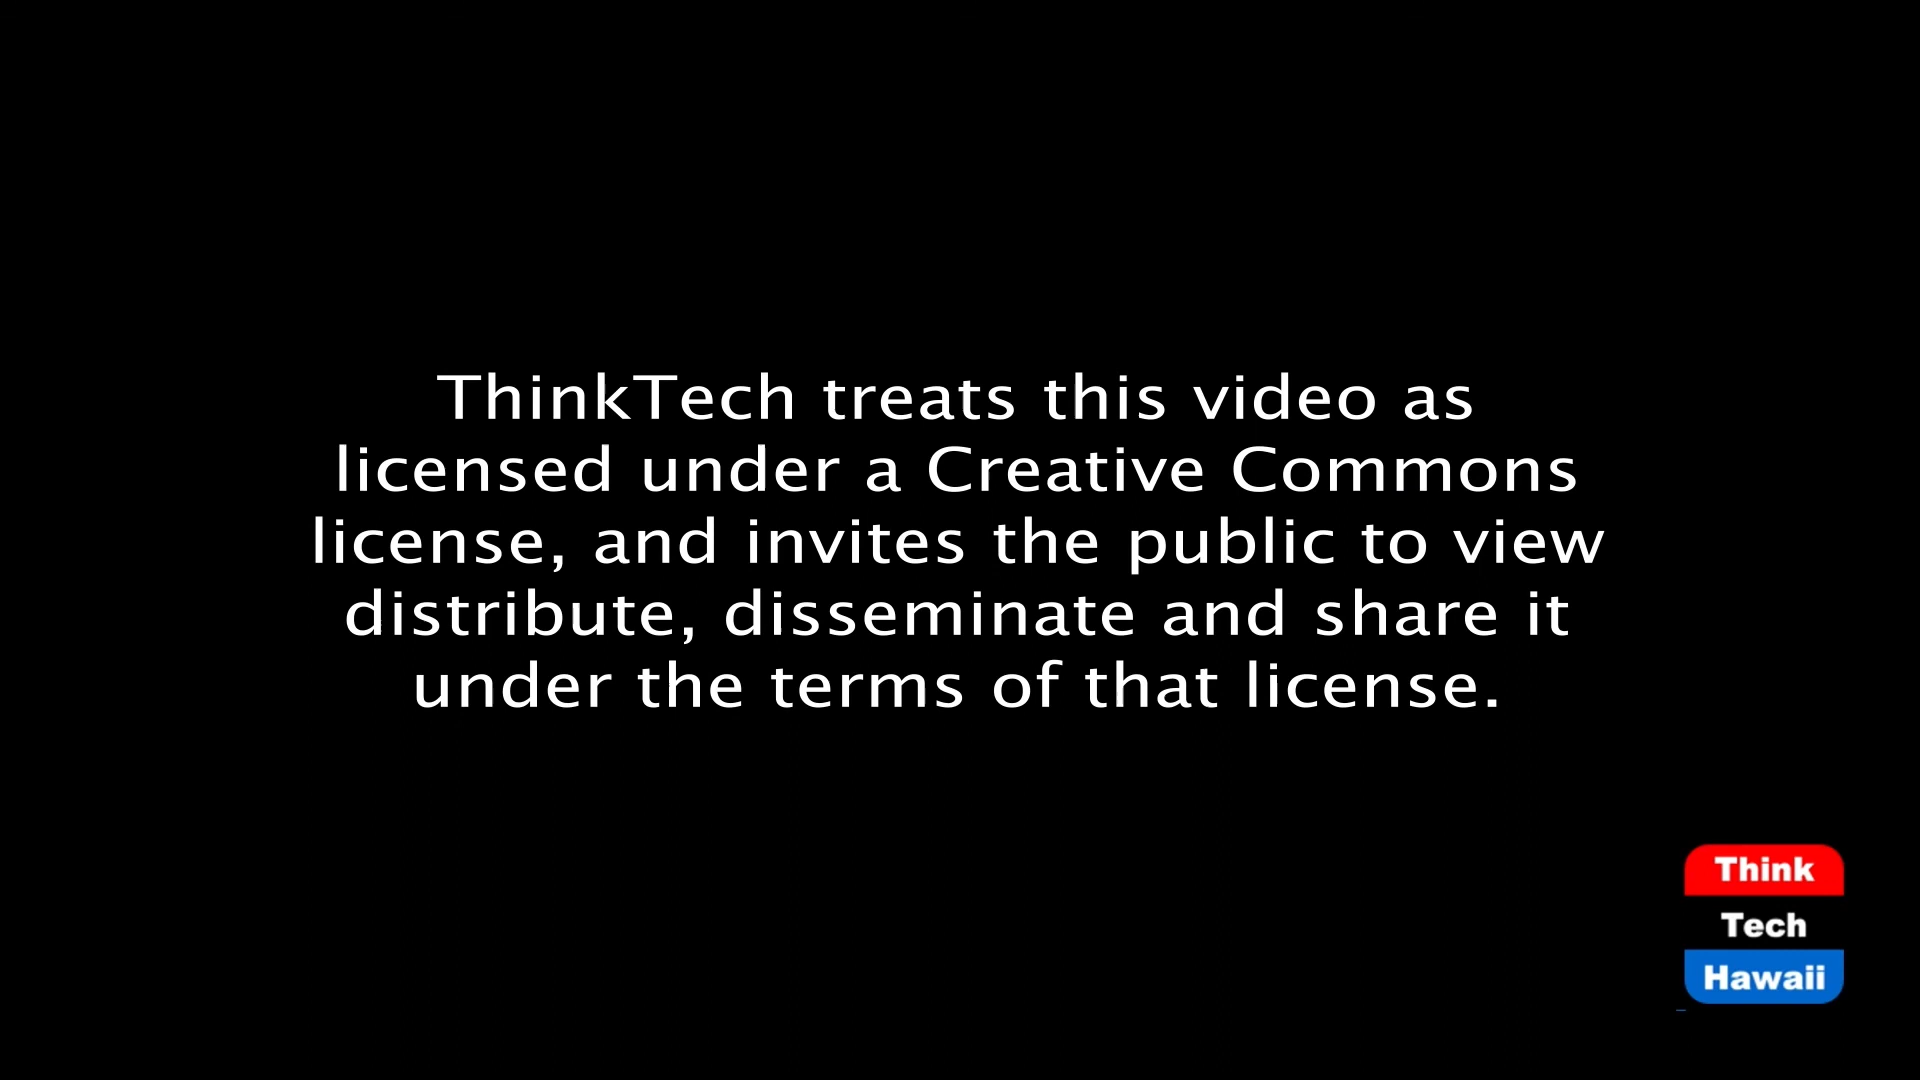 ThinkTech treats this video as
licensed under a Creative Commons
license, and invites the public to view
distribute, disseminate and share it
under the terms of that license.
Think
Tech
Hawaii